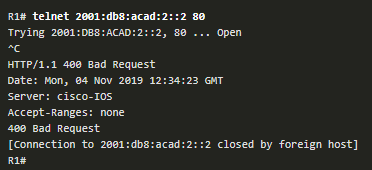 R1# telnet 2001:db8:acad:2::2 80
Trying 2001:DB8:ACAD:2::2, 80 ... Open
^C
HTTP/1.1 400 Bad Request
Date: Mon, 04 Nov 2019 12:34:23 GMT
Server: cisco-IOS
Accept-Ranges: none
400 Bad Request
[Connection to 2001:db8:acad:2::2 closed by foreign host]
R1#